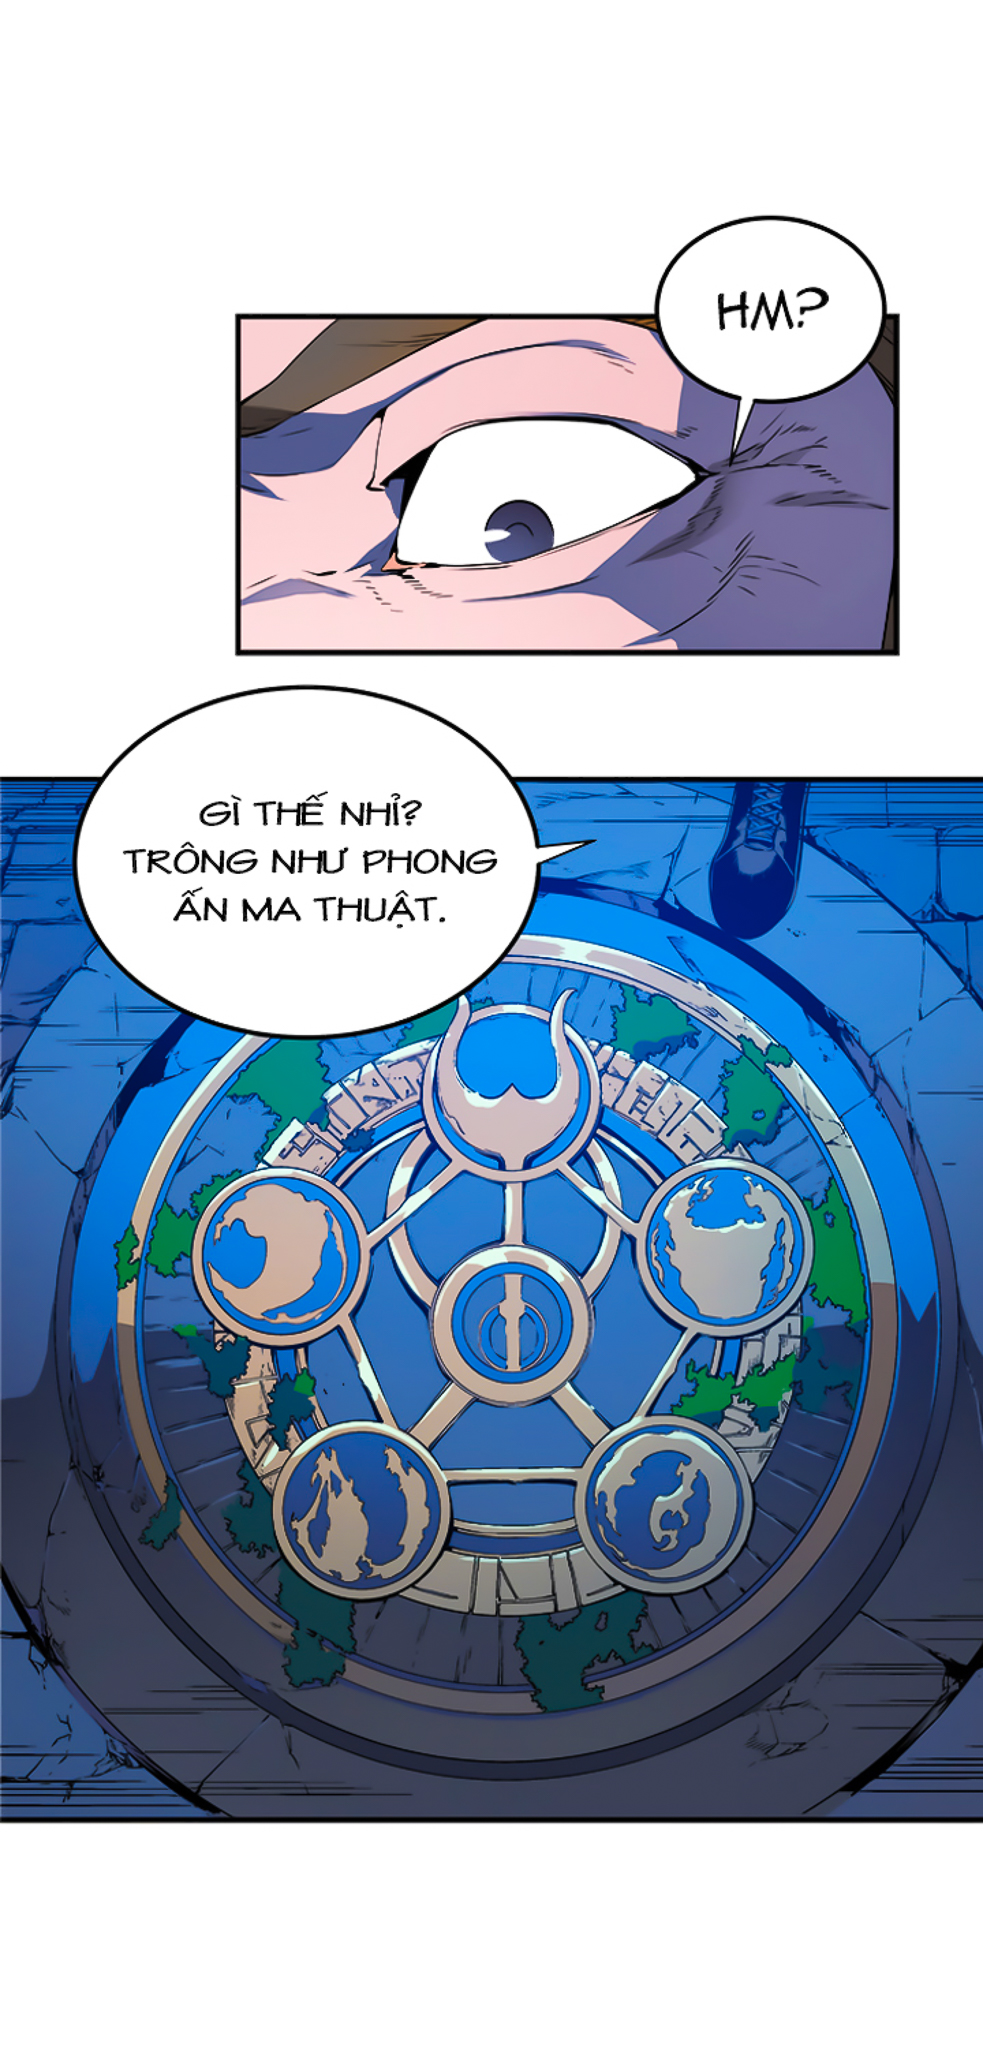 HM?
GÌ THẾ NHỈ?
TRÔNG NHƯ PHONG
ẤN MA THUẬT.